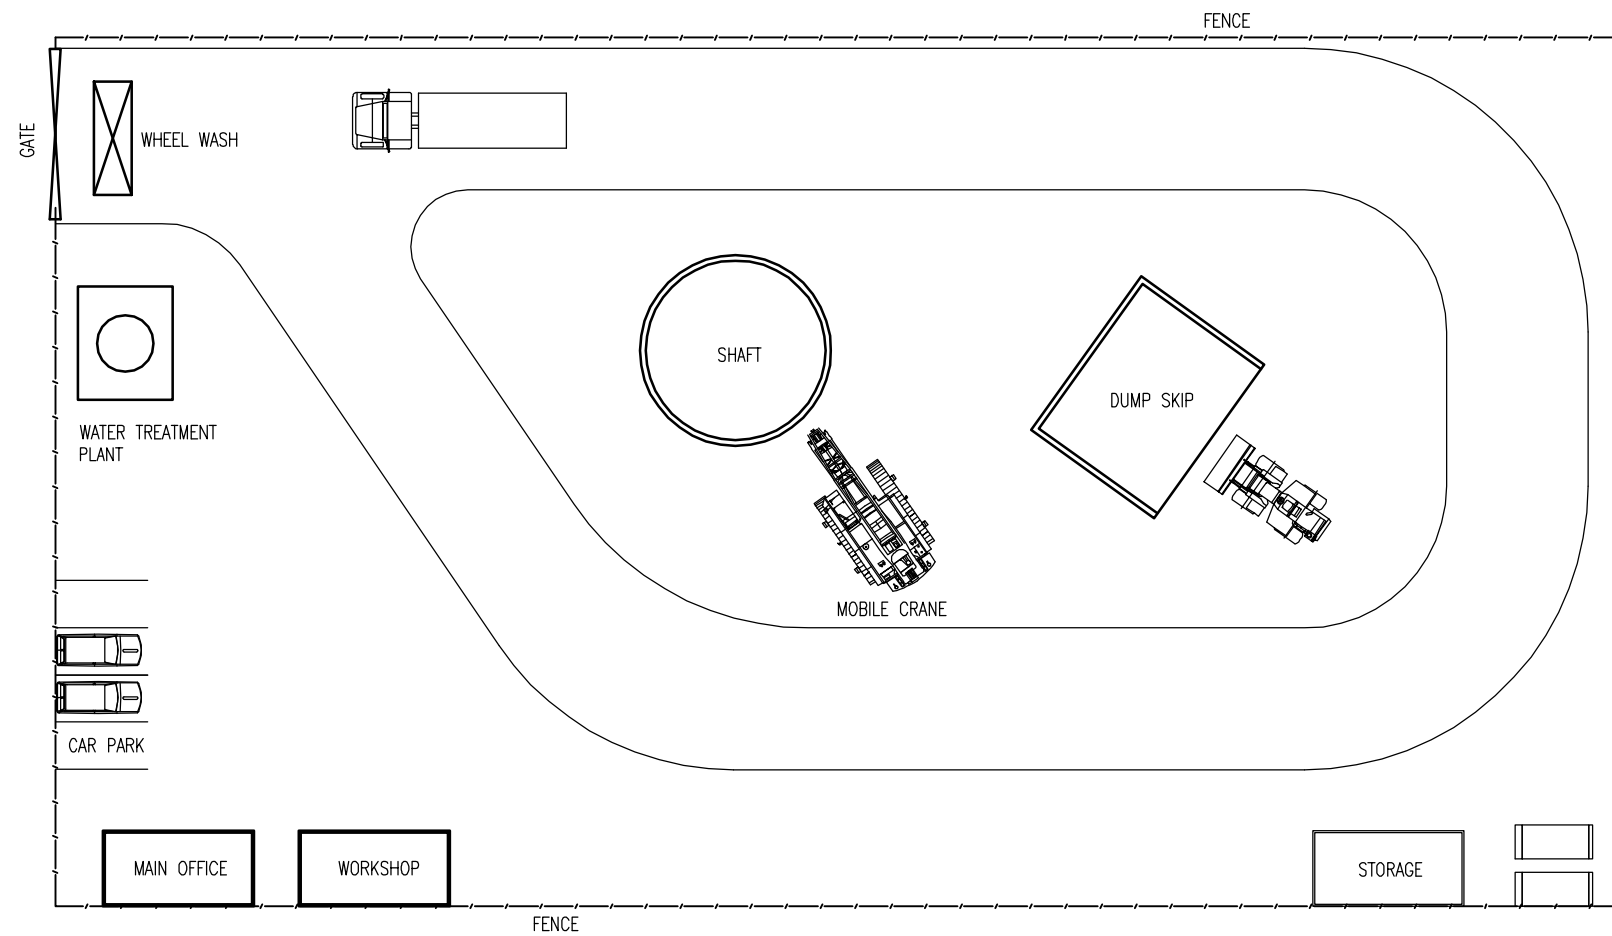 FENCE
GATE
WHEEL WASH
SHAFT
DUMP SKIP
WATER TREATMENT
PLANT
MOBILE CRANE
CAR PARK
MAIN OFFICE
WORKSHOP
STORAGE
FENCE